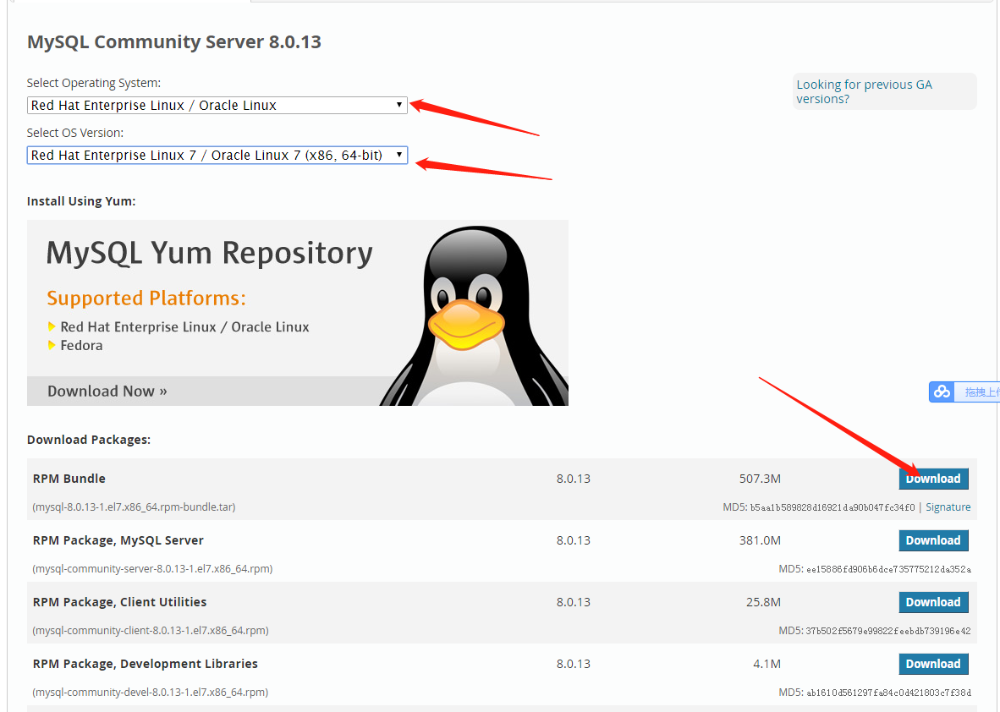 MySQL Community Server 8.0.13
Select Operating System:
Looking for previous GA
versions?
Red Hat Enterprise Linux / Oracle Linux
Select OS Version:
Red Hat Enterprise Linux 7 / Oracle Linux 7 (x86, 64-bit)
Install Using Yum:
MySQL Yum Repository
Supported Platforms:
Red Hat Enterprise Linux / Oracle Linux
Fedora
Download Now »
拖拽上
Download Packages:
RPM Bundle 8.0.13 507.3M Download
(mysql-8.0.13-1.el7.x86_64.rpm-bundle.tar) MD5: b5aa1b589828d16921da90b047fc34f0 | Signature
RPM Package, MySQL Server 8.0.13 381.0M Download
(mysql-community-server-8.0.13-1.el7.x86_64.rpm) MD5: ee15886fd906b6dce735775212da352a
RPM Package, Client Utilities 8.0.13 25.8M Download
(mysql-community-client-8.0.13-1.el7.x86_64.rpm) MD5: 37b502f5679e99822feebdb739196e42
RPM Package, Development Libraries 8.0.13 4.1M Download
(mysql-community-devel-8.0.13-1.el7.x86_64.rpm) MD5: ab1610d561297fa84c0d421803c7f38d